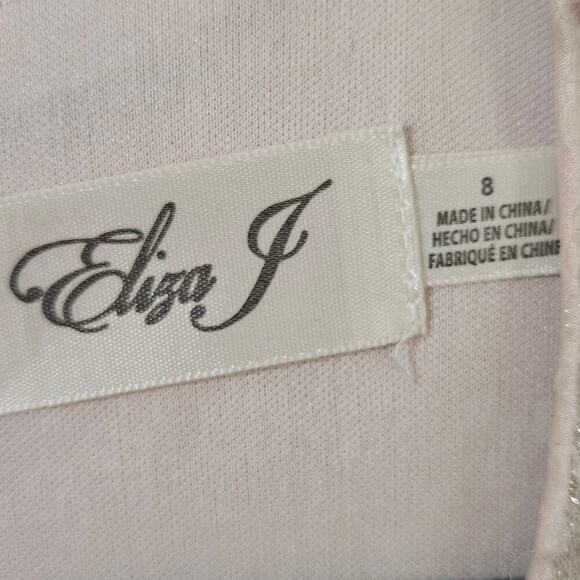 Eliza J
8
MADE IN CHINA/
HECHO EN CHINA/
FABRIQUÉ EN CHINE